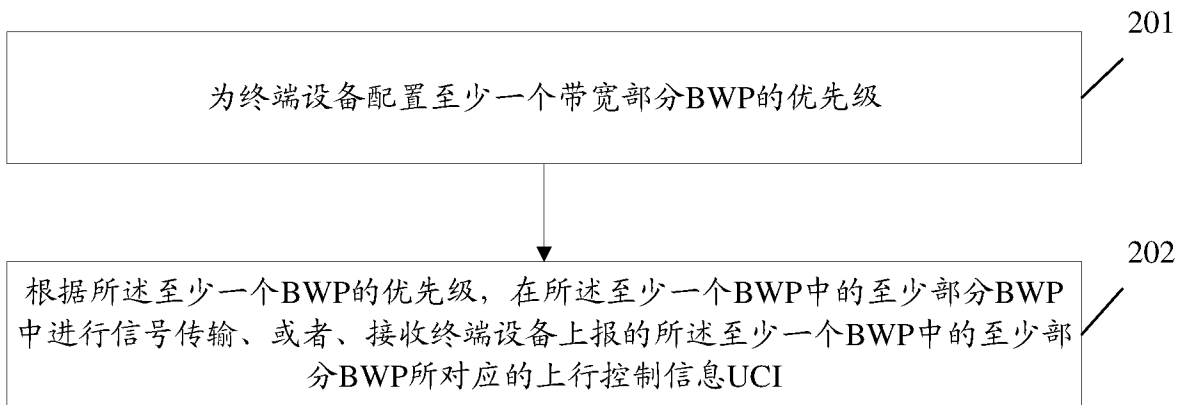 201
为终端设备配置至少一个带宽部分BWP的优先级
202
根据所述至少一个BWP的优先级，在所述至少一个BWP中的至少部分BWP
中进行信号传输、或者、接收终端设备上报的所述至少一个BWP中的至少部
分BWP所对应的上行控制信息UCI